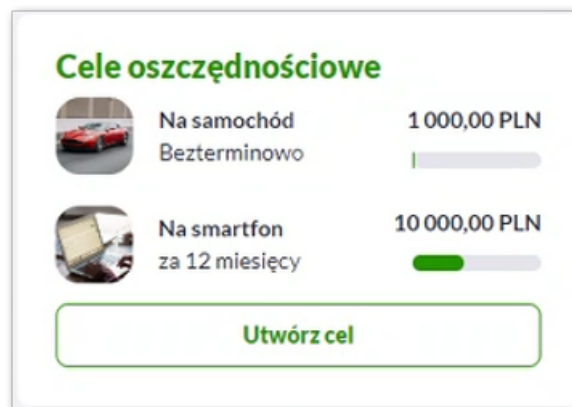 Cele oszczędnościowe
Na samochód
1 000,00 PLN
Bezterminowo
Na smartfon
10 000,00 PLN
za 12 miesięcy
Utwórz cel